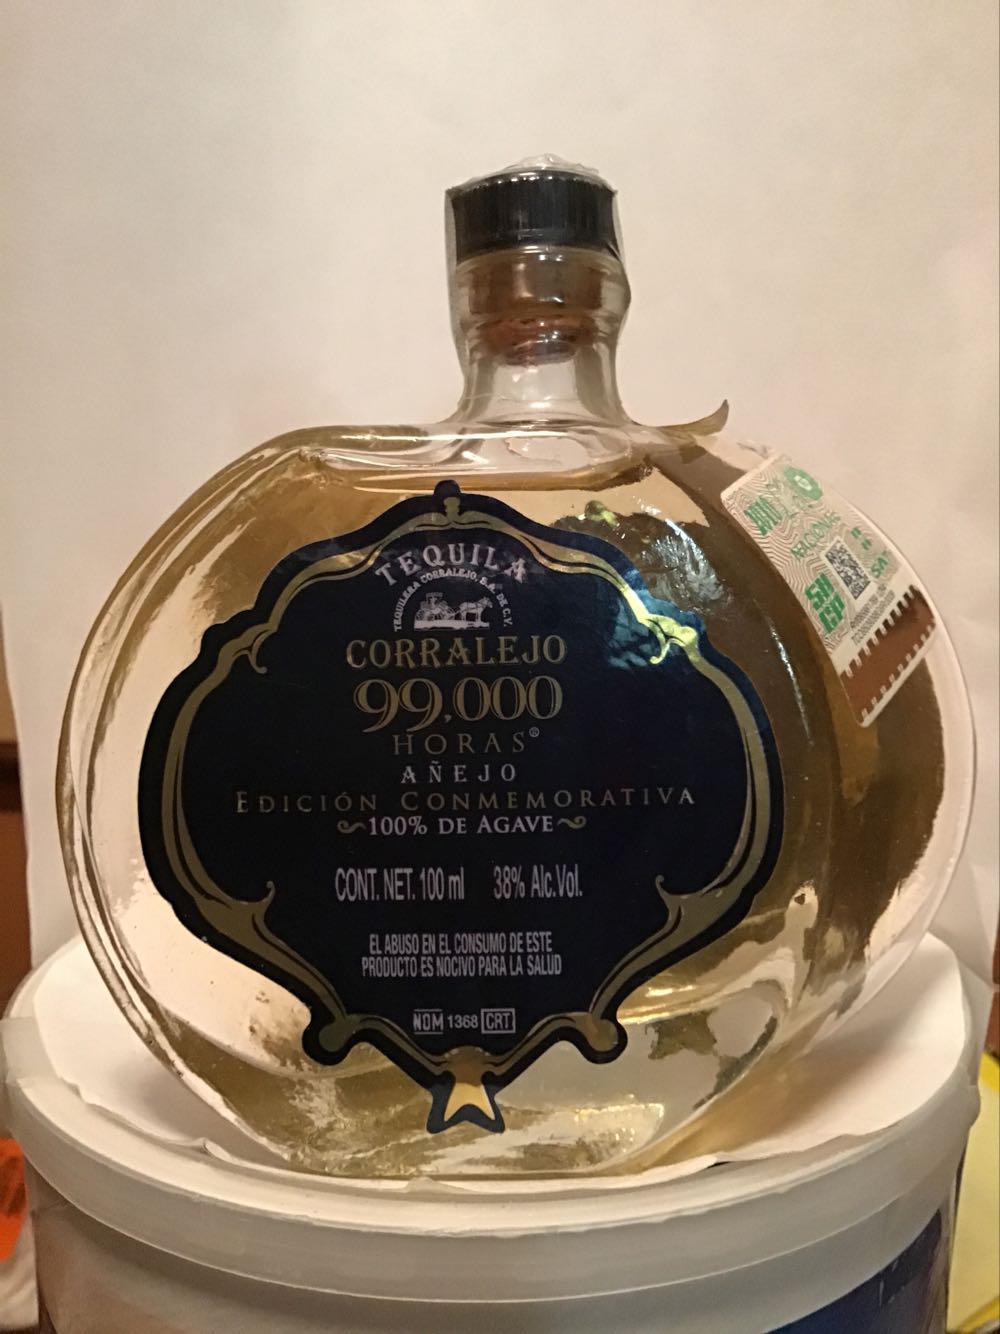 TEQUILA
TEQUILERA CORRALEJO, S.A. DE C.V.
CORRALEJO
99,000
HORAS®
AÑEJO
EDICIÓN CONMEMORATIVA
100% DE AGAVE
CONT. NET. 100 ml 38% Alc.Vol.
EL ABUSO EN EL CONSUMO DE ESTE
PRODUCTO ES NOCIVO PARA LA SALUD
NOM 1368 CRT